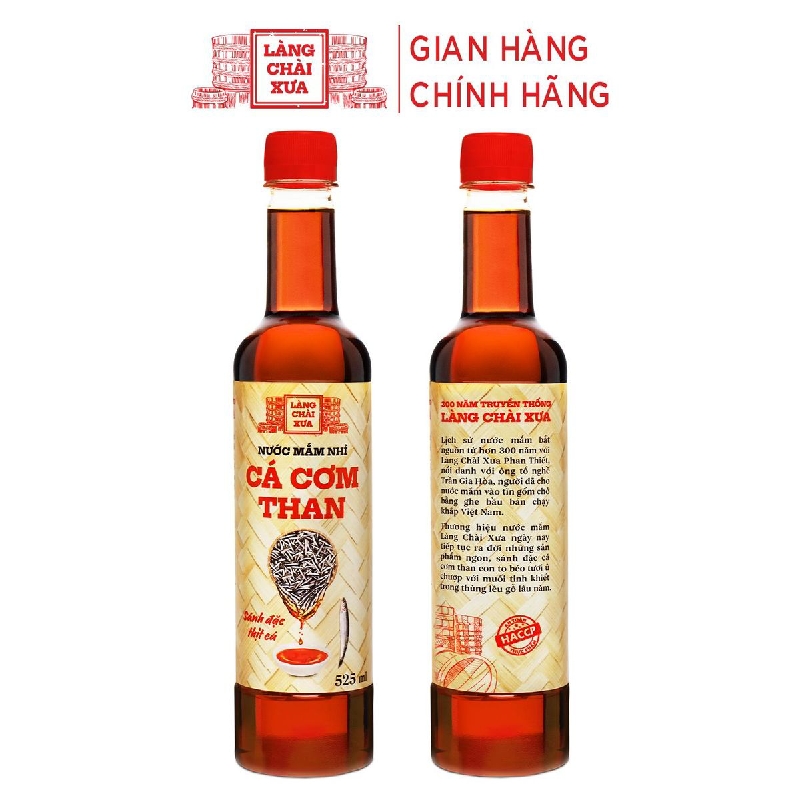 LÀNG
CHÀI
XƯA
GIAN HÀNG
CHÍNH HÃNG
LÀNG
CHÀI
XƯA
NƯỚC MẮM NHỈ
CÁ CƠM
THAN
Sánh đặc
thịt cá
525 ml
300 NĂM TRUYỀN THỐNG
LÀNG CHÀI XƯA
Lịch sử nước mắm bắt
nguồn từ hơn 300 năm với
Làng Chài Xưa Phan Thiết,
nổi danh với ông tổ nghề
Trần Gia Hòa, người đã cho
nước mắm vào tĩn gốm chở
bằng ghe bầu bán chạy
khắp Việt Nam.
Thương hiệu nước mắm
Làng Chài Xưa ngày nay
tiếp tục ra đời những sản
phẩm ngon, sánh đặc cá
cơm than con to béo tươi ủ
chượp với muối tinh khiết
trong thùng lều gỗ lâu năm.
HACCP